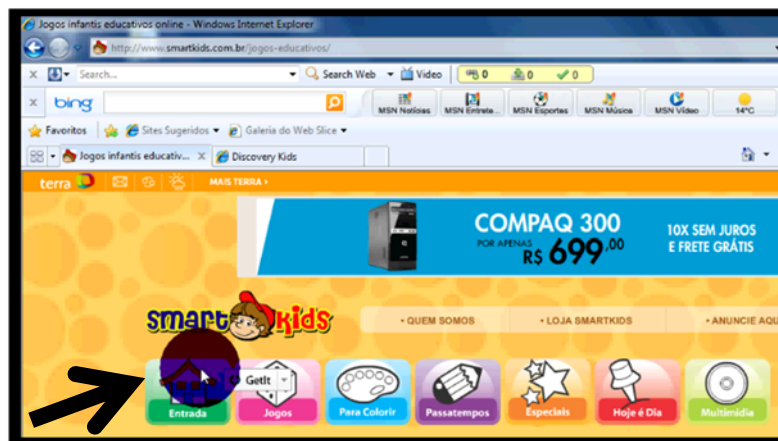 Jogos infantis educativos online - Windows Internet Explorer
http://www.smartkids.com.br/jogos-educativos/
Search... Search Web Video 0 0 0
bing MSN Notícias MSN Entrete... MSN Esportes MSN Música MSN Vídeo 14°C
Favoritos Sites Sugeridos Galeria do Web Slice
Jogos infantis educativ... Discovery Kids
terra MAIS TERRA
COMPAQ 300
POR APENAS R$ 699,00
10X SEM JUROS
E FRETE GRÁTIS
smart kids
• QUEM SOMOS • LOJA SMARTKIDS • ANUNCIE AQU
GetIt
Entrada Jogos Para Colorir Passatempos Especiais Hoje é Dia Multimídia